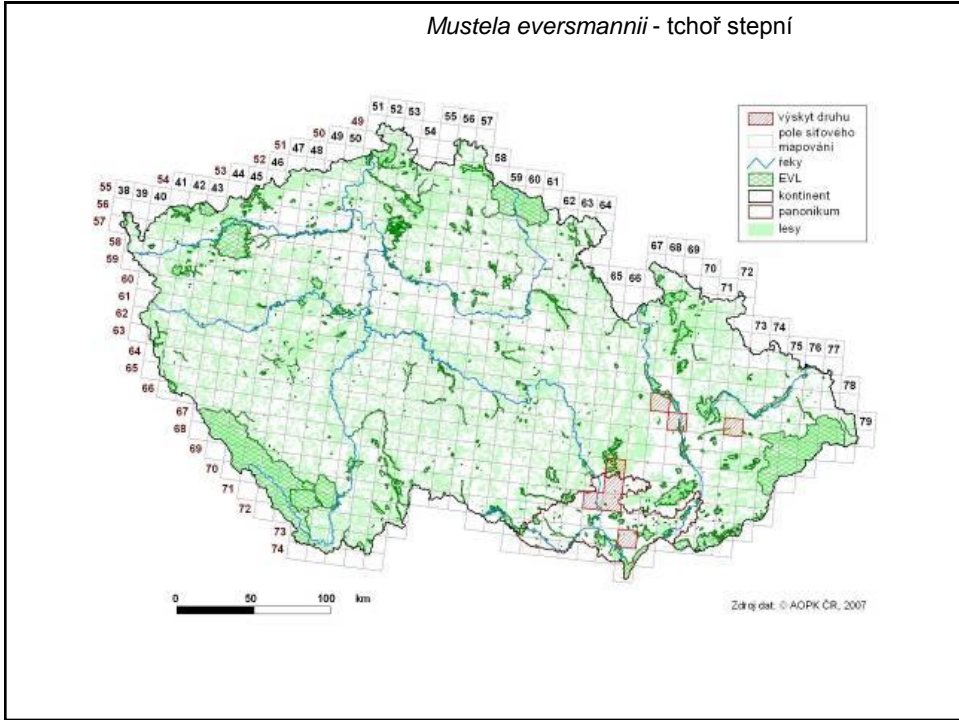 Mustela eversmannii - tchoř stepní
51 52 53
55 56 57
49
54
50 49 50
58
51 47 48
52 46
59 60 61
53 44 45
54 41 42 43
62 63 64
55 38 39 40
56
57
58
59
60
61
62
63
64
65
66
67
68
69
70
71
72
73
74
65 66
67 68 69
70
71
72
73 74
75 76 77
78
79
výskyt druhu
pole síťového
mapování
řeky
EVL
kontinent
panonikum
lesy
0 50 100 km
Zdroj dat: © AOPK ČR, 2007